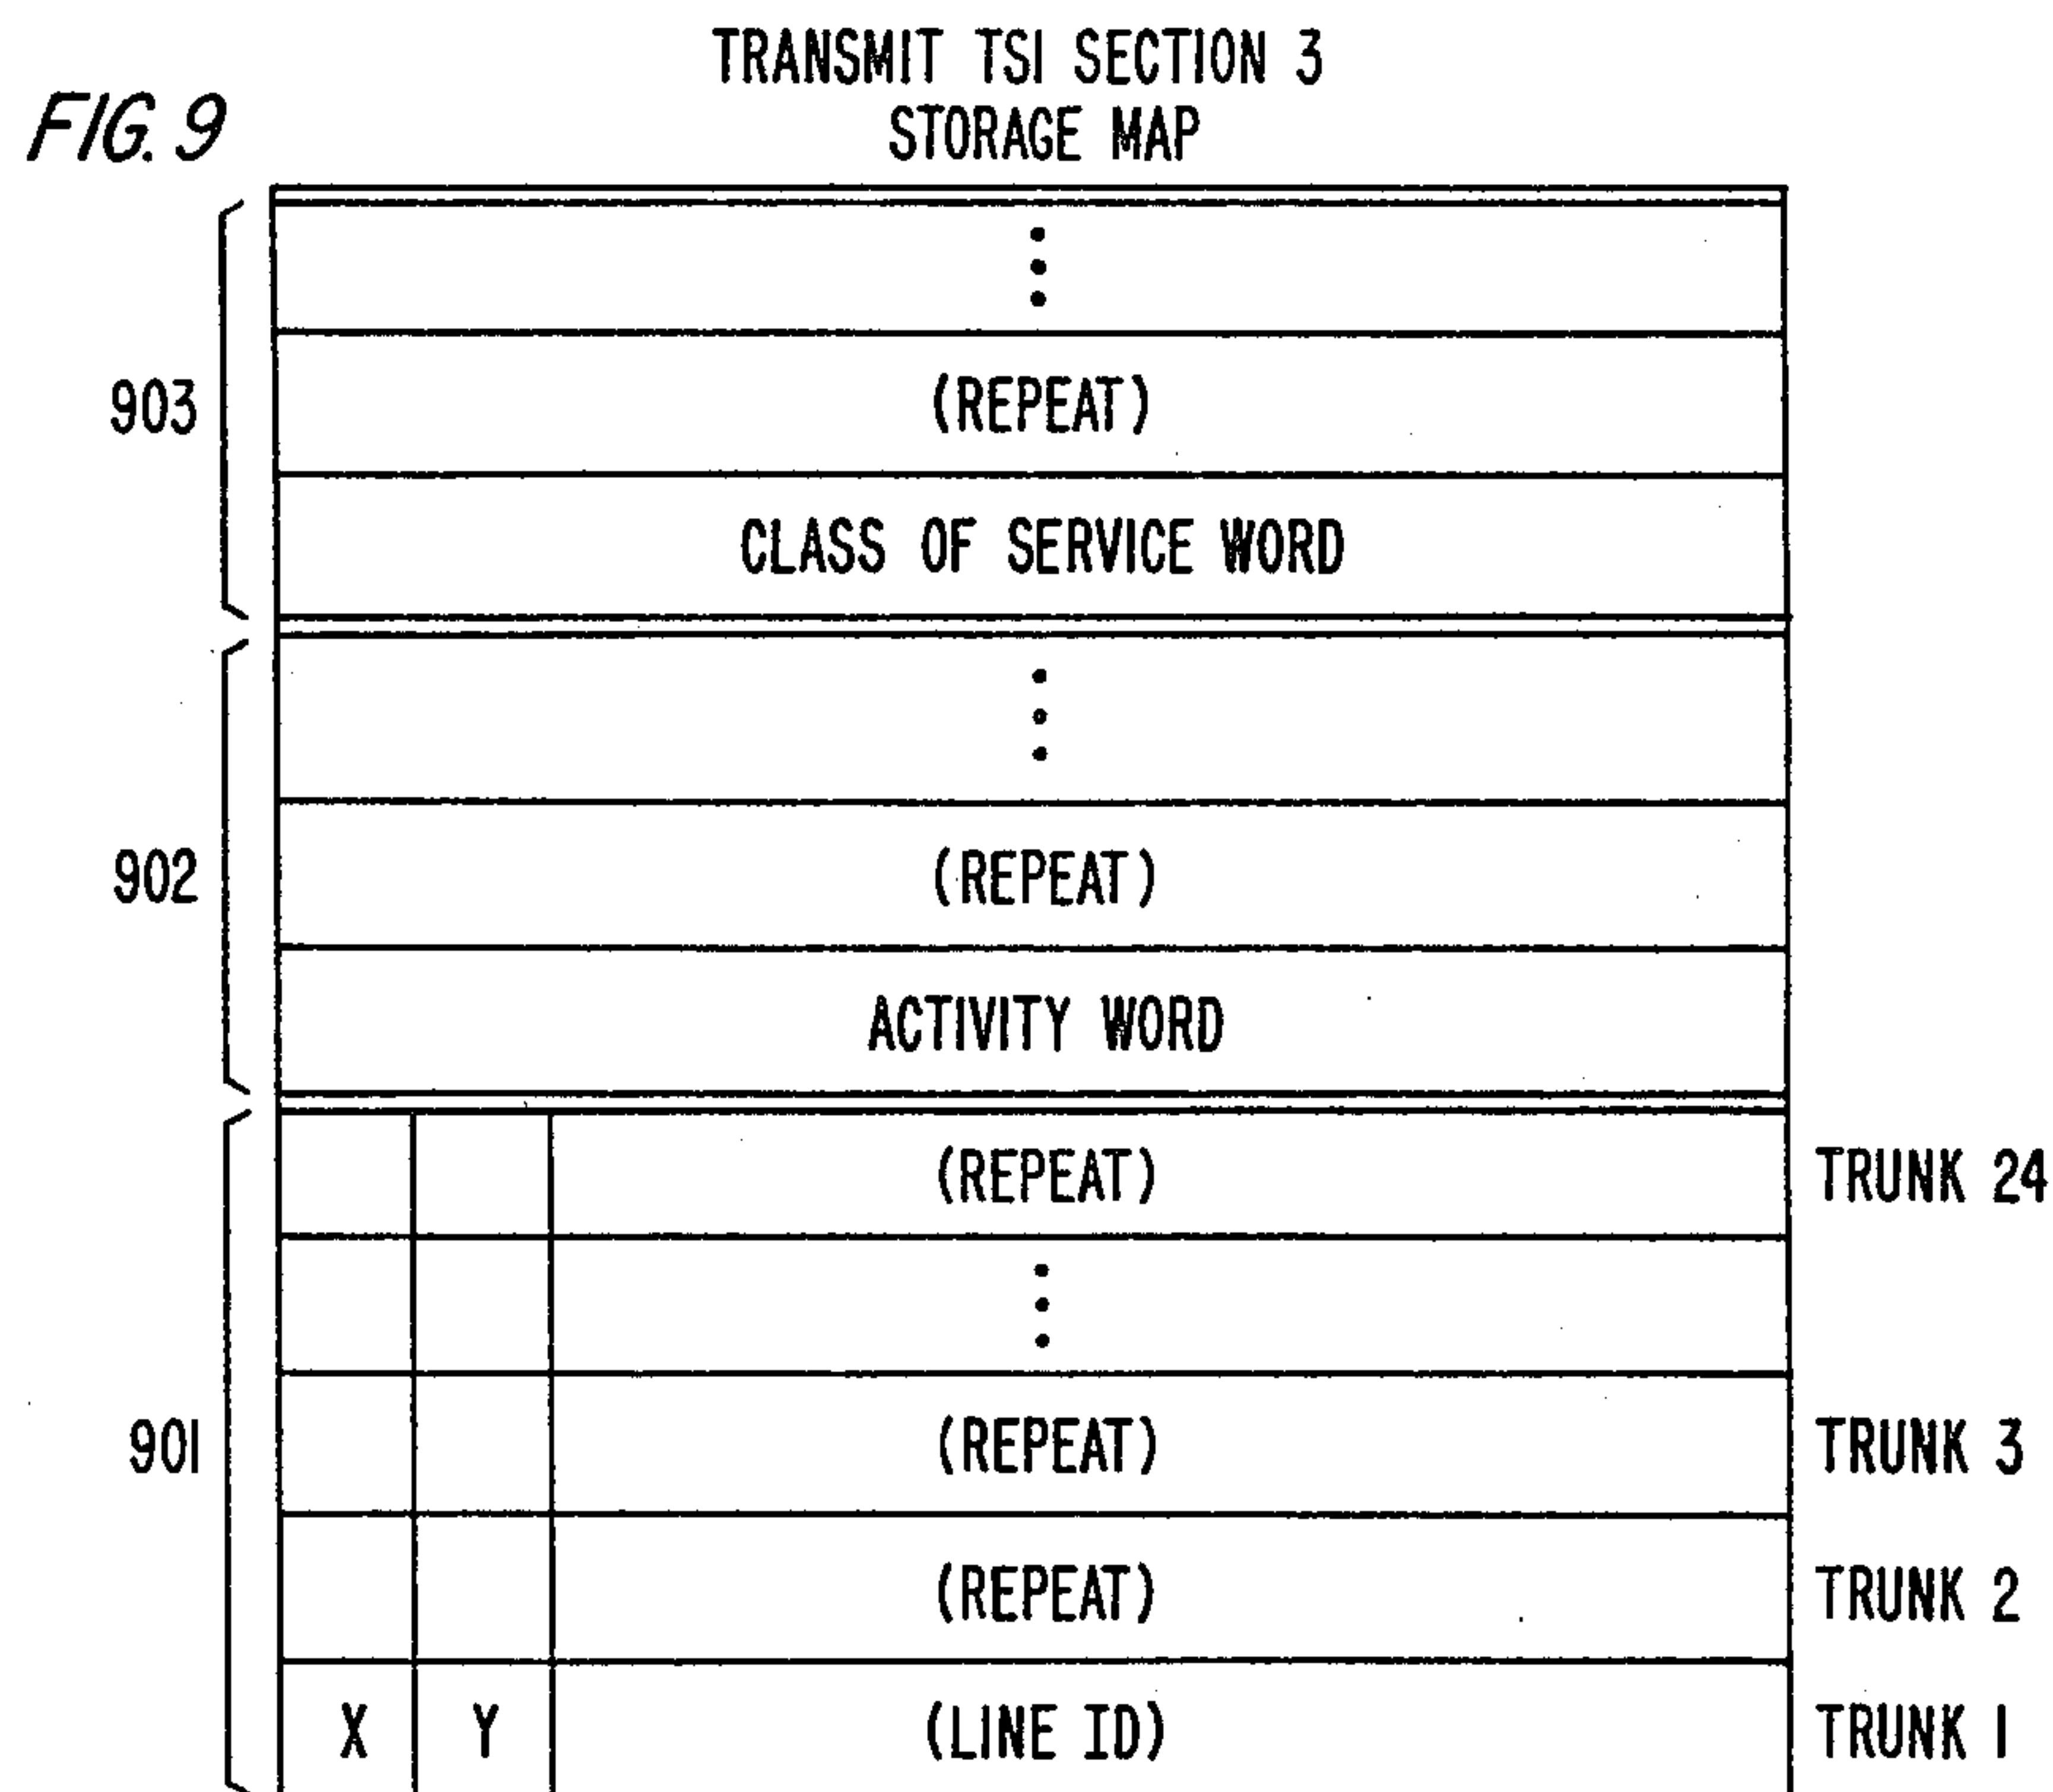 TRANSMIT TSI SECTION 3
STORAGE MAP
FIG. 9
903
(REPEAT)
CLASS OF SERVICE WORD
902
(REPEAT)
ACTIVITY WORD
901
(REPEAT) TRUNK 24
(REPEAT) TRUNK 3
(REPEAT) TRUNK 2
X Y (LINE ID) TRUNK 1